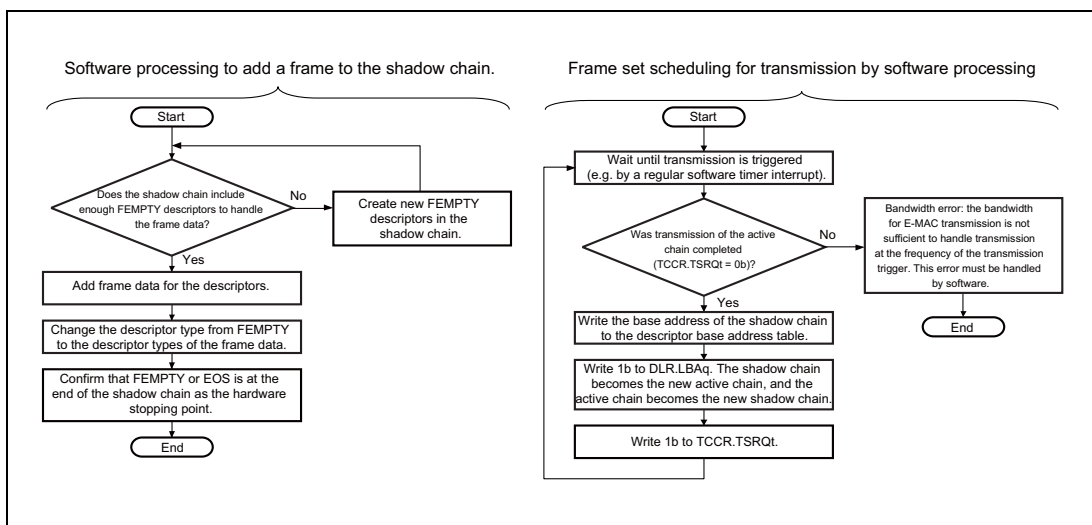 Software processing to add a frame to the shadow chain.
Start
Does the shadow chain include
enough FEMPTY descriptors to handle
the frame data?
No
Create new FEMPTY
descriptors in the
shadow chain.
Yes
Add frame data for the descriptors.
Change the descriptor type from FEMPTY
to the descriptor types of the frame data.
Confirm that FEMPTY or EOS is at the
end of the shadow chain as the hardware
stopping point.
End
Frame set scheduling for transmission by software processing
Start
Wait until transmission is triggered
(e.g. by a regular software timer interrupt).
Was transmission of the active
chain completed
(TCCR.TSRQt = 0b)?
No
Bandwidth error: the bandwidth
for E-MAC transmission is not
sufficient to handle transmission
at the frequency of the transmission
trigger. This error must be handled
by software.
End
Yes
Write the base address of the shadow chain
to the descriptor base address table.
Write 1b to DLR.LBAq. The shadow chain
becomes the new active chain, and the
active chain becomes the new shadow chain.
Write 1b to TCCR.TSRQt.